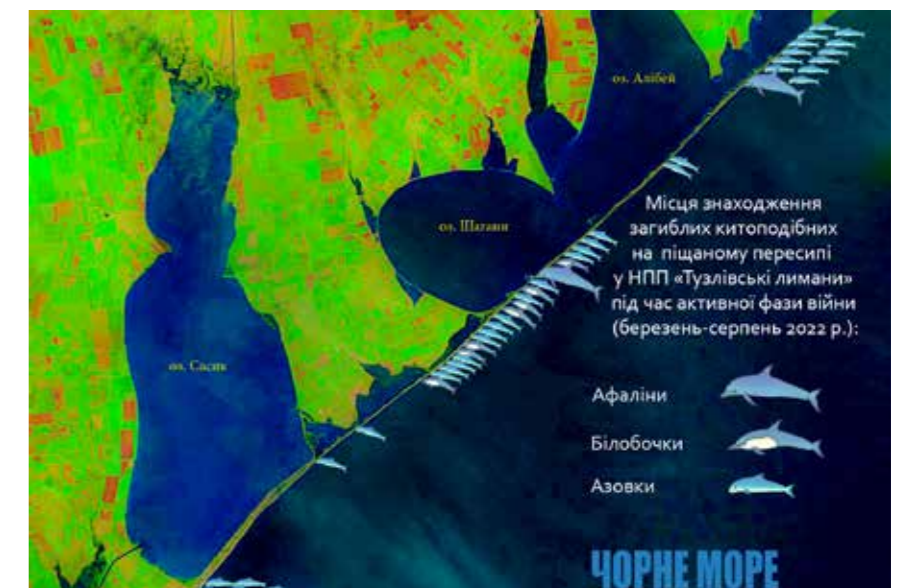 оз. Алібей
оз. Шагани
оз. Сасик
Місця знаходження
загиблих китоподібних
на піщаному пересипі
у НПП «Тузлівські лимани»
під час активної фази війни
(березень-серпень 2022 р.):
Афаліни
Білобочки
Азовки
ЧОРНЕ МОРЕ